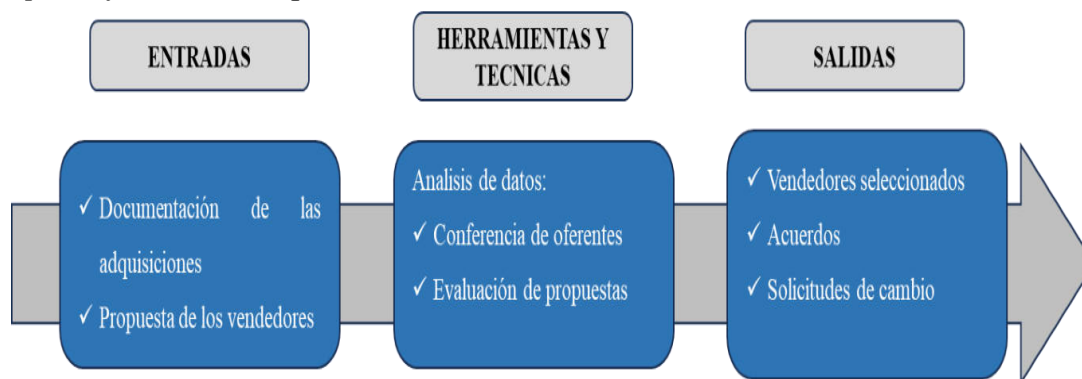 ENTRADAS
HERRAMIENTAS Y
TECNICAS
SALIDAS
✓ Documentación de las
adquisiciones
✓ Propuesta de los vendedores
Analisis de datos:
✓ Conferencia de oferentes
✓ Evaluación de propuestas
✓ Vendedores seleccionados
✓ Acuerdos
✓ Solicitudes de cambio